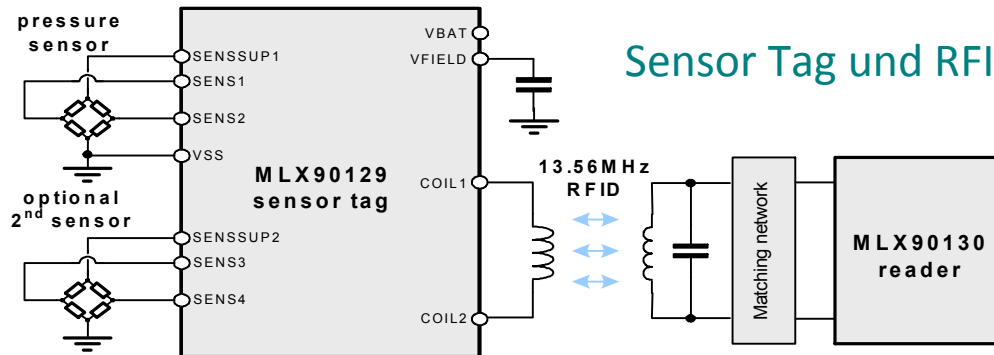 pressure
sensor
SENSSUP1
SENS1
SENS2
VSS
optional
2nd sensor
SENSSUP2
SENS3
SENS4
MLX90129
sensor tag
VBAT
VFIELD
COIL1
COIL2
Sensor Tag und RFI
13.56MHz
RFID
Matching network
MLX90130
reader